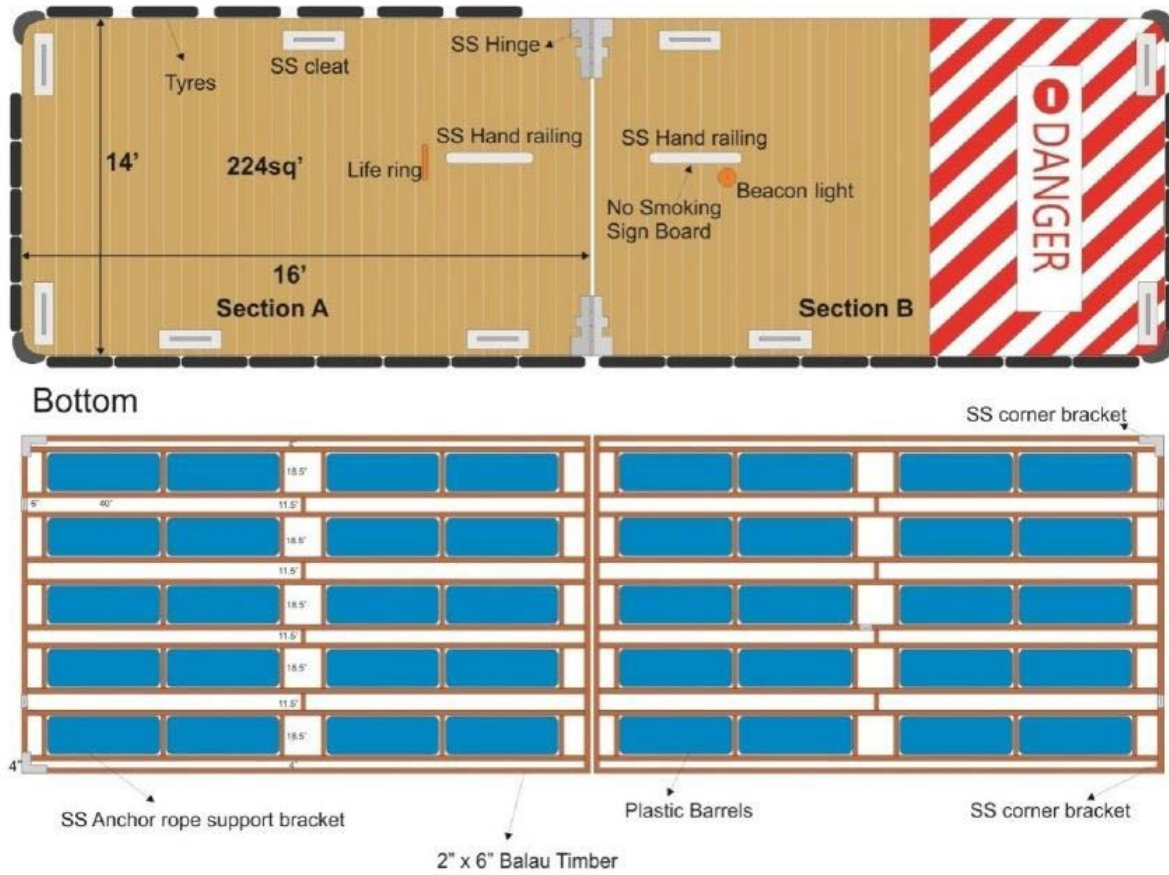 SS Hinge
SS cleat
Tyres
SS Hand railing
SS Hand railing
14’
224sq’
Life ring
Beacon light
No Smoking
Sign Board
DANGER
16’
Section A
Section B
Bottom
SS corner bracket
4"
18.5"
6"
40"
11.5"
18.5"
11.5"
18.5"
11.5"
18.5"
11.5"
18.5"
4"
4"
SS Anchor rope support bracket
Plastic Barrels
SS corner bracket
2" x 6" Balau Timber